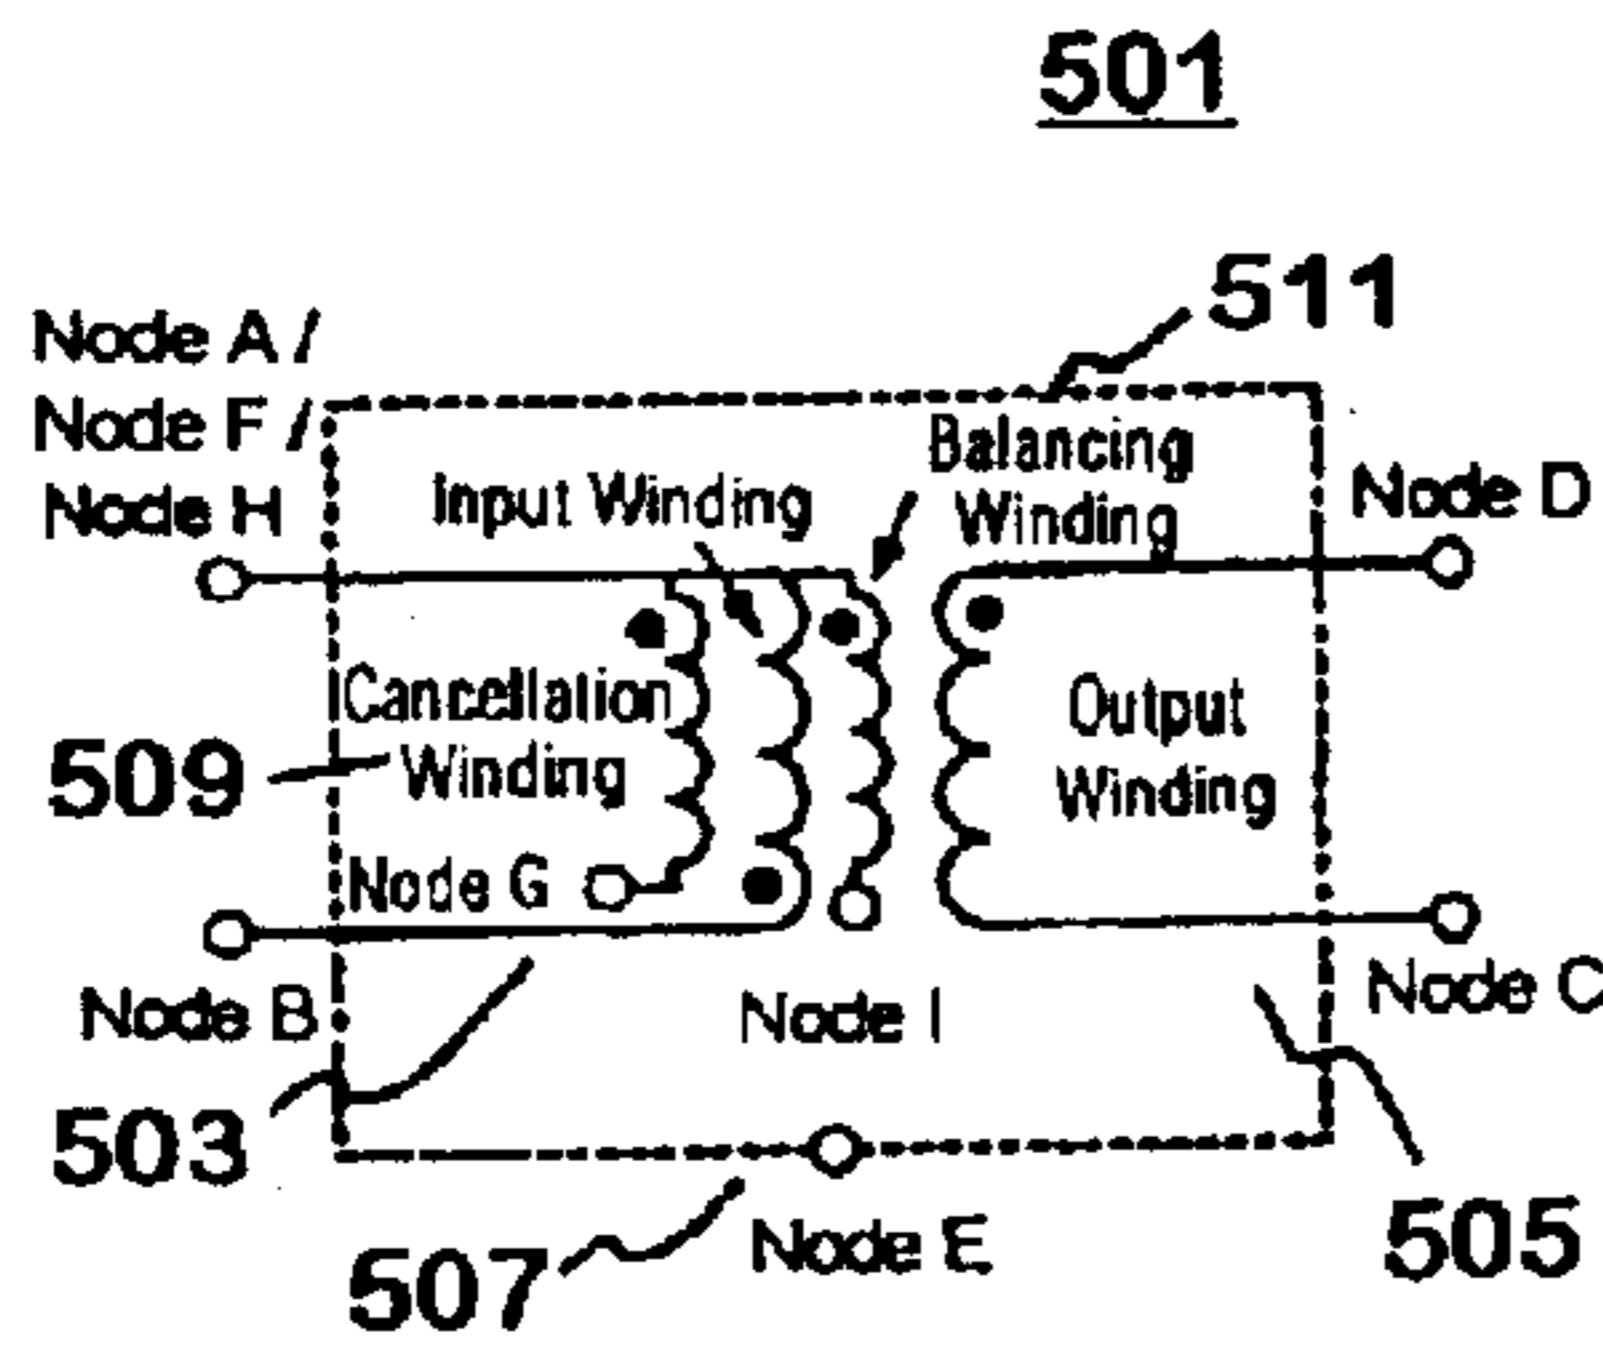 501
511
Node A /
Node F /
Node H
Input Winding
Balancing
Winding
Node D
Cancellation
Winding
509
Output
Winding
Node G
Node B
Node I
Node C
503
507
Node E
505